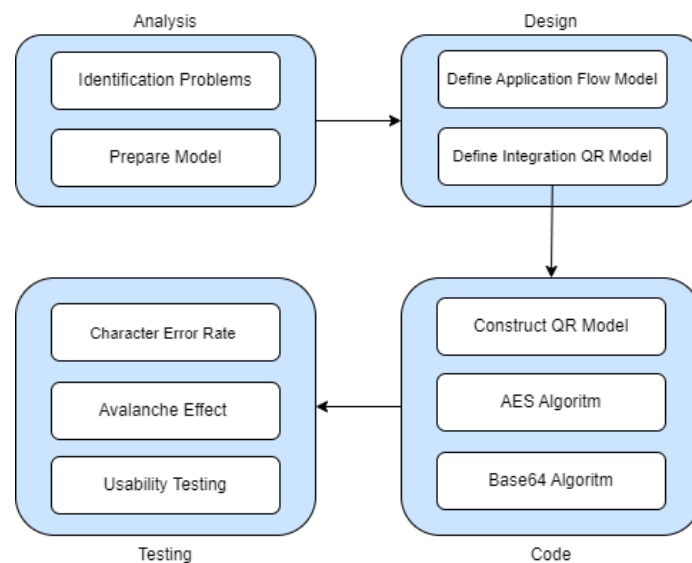 Analysis
Identification Problems
Prepare Model
Design
Define Application Flow Model
Define Integration QR Model
Construct QR Model
AES Algoritm
Base64 Algoritm
Code
Character Error Rate
Avalanche Effect
Usability Testing
Testing